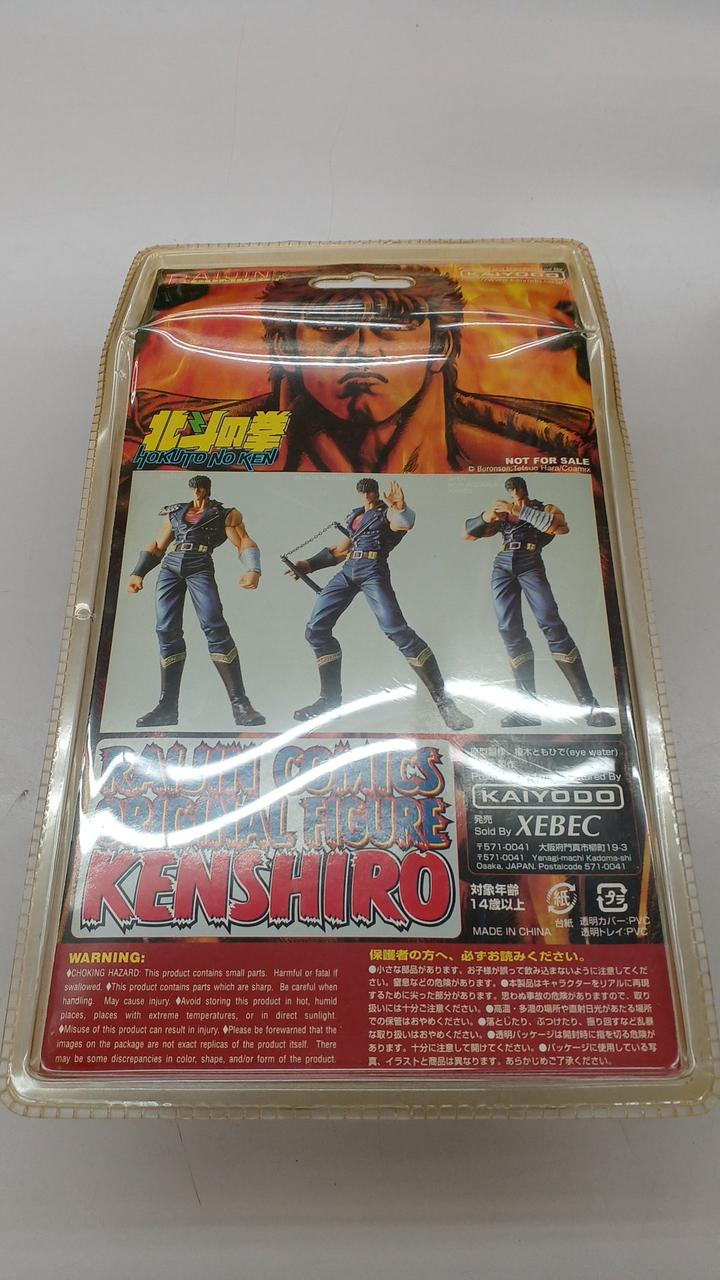 RAIJIN
KAIYODO
北斗の拳
HOKUTO NO KEN
NOT FOR SALE
© Buronson:Tetsuo Hara/Coamix
RAIJIN COMICS
ORIGINAL FIGURE
KENSHIRO
原型製作 榎木ともひで(eye water)
製作
By
KAIYODO
発売
Sold By XEBEC
〒571-0041 大阪府門真市柳町19-3
〒571-0041 Yanagi-machi Kadoma-shi
Osaka, JAPAN. Postalcode 571-0041
対象年齢
14歳以上
紙
プラ
台紙 透明カバー:PVC
透明トレイ:PVC
MADE IN CHINA
WARNING:
♦CHOKING HAZARD: This product contains small parts. Harmful or fatal if
swallowed. ♦This product contains parts which are sharp. Be careful when
handling. May cause injury. ♦Avoid storing this product in hot, humid
places, places with extreme temperatures, or in direct sunlight.
♦Misuse of this product can result in injury. ♦Please be forewarned that the
images on the package are not exact replicas of the product itself. There
may be some discrepancies in color, shape, and/or form of the product.
保護者の方へ、必ずお読みください。
●小さな部品があります。お子様が誤って飲み込まないように注意してくだ
さい。窒息などの危険があります。●本製品はキャラクターをリアルに再現
するために尖った部分があります。思わぬ事故の危険がありますので、取り
扱いには十分ご注意ください。●高温・多湿の場所や直射日光があたる場所
での保管はおやめください。●落としたり、ぶつけたり、振り回すなど乱暴
な取り扱いはおやめください。●透明パッケージは開封時に指を切る危険が
あります。十分に注意して開けてください。●パッケージに使用している写
真、イラストと商品は異なります。あらかじめご了承ください。